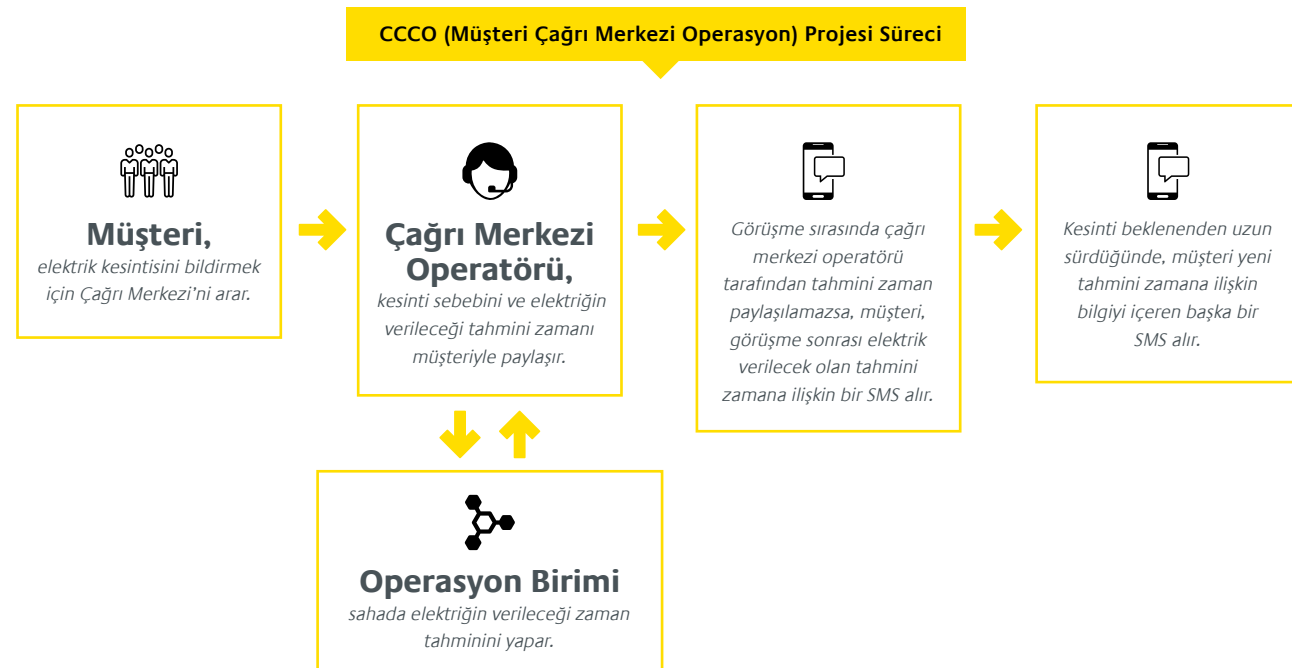 CCCO (Müşteri Çağrı Merkezi Operasyon) Projesi Süreci
Müşteri,
elektrik kesintisini bildirmek
için Çağrı Merkezi'ni arar.
Çağrı Merkezi
Operatörü,
kesinti sebebini ve elektriğin
verileceği tahmini zamanı
müşteriyle paylaşır.
Görüşme sırasında çağrı
merkezi operatörü
tarafından tahmini zaman
paylaşılamazsa, müşteri,
görüşme sonrası elektrik
verilecek olan tahmini
zamana ilişkin bir SMS alır.
Kesinti beklenenden uzun
sürdüğünde, müşteri yeni
tahmini zamana ilişkin
bilgiyi içeren başka bir
SMS alır.
Operasyon Birimi
sahada elektriğin verileceği zaman
tahminini yapar.